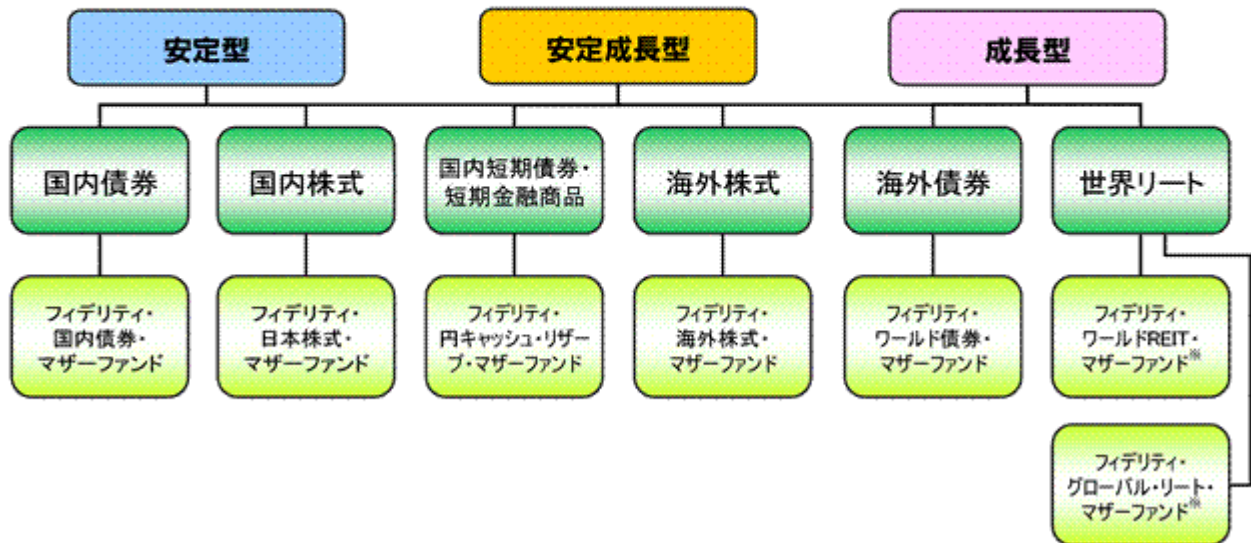 安定型
安定成長型
成長型
国内債券
国内株式
国内短期債券・
短期金融商品
海外株式
海外債券
世界リート
フィデリティ・
国内債券・
マザーファンド
フィデリティ・
日本株式・
マザーファンド
フィデリティ・
円キャッシュ・リザー
ブ・マザーファンド
フィデリティ・
海外株式・
マザーファンド
フィデリティ・
ワールド債券・
マザーファンド
フィデリティ・
ワールドREIT・
マザーファンド※
フィデリティ・
グローバル・リート・
マザーファンド※